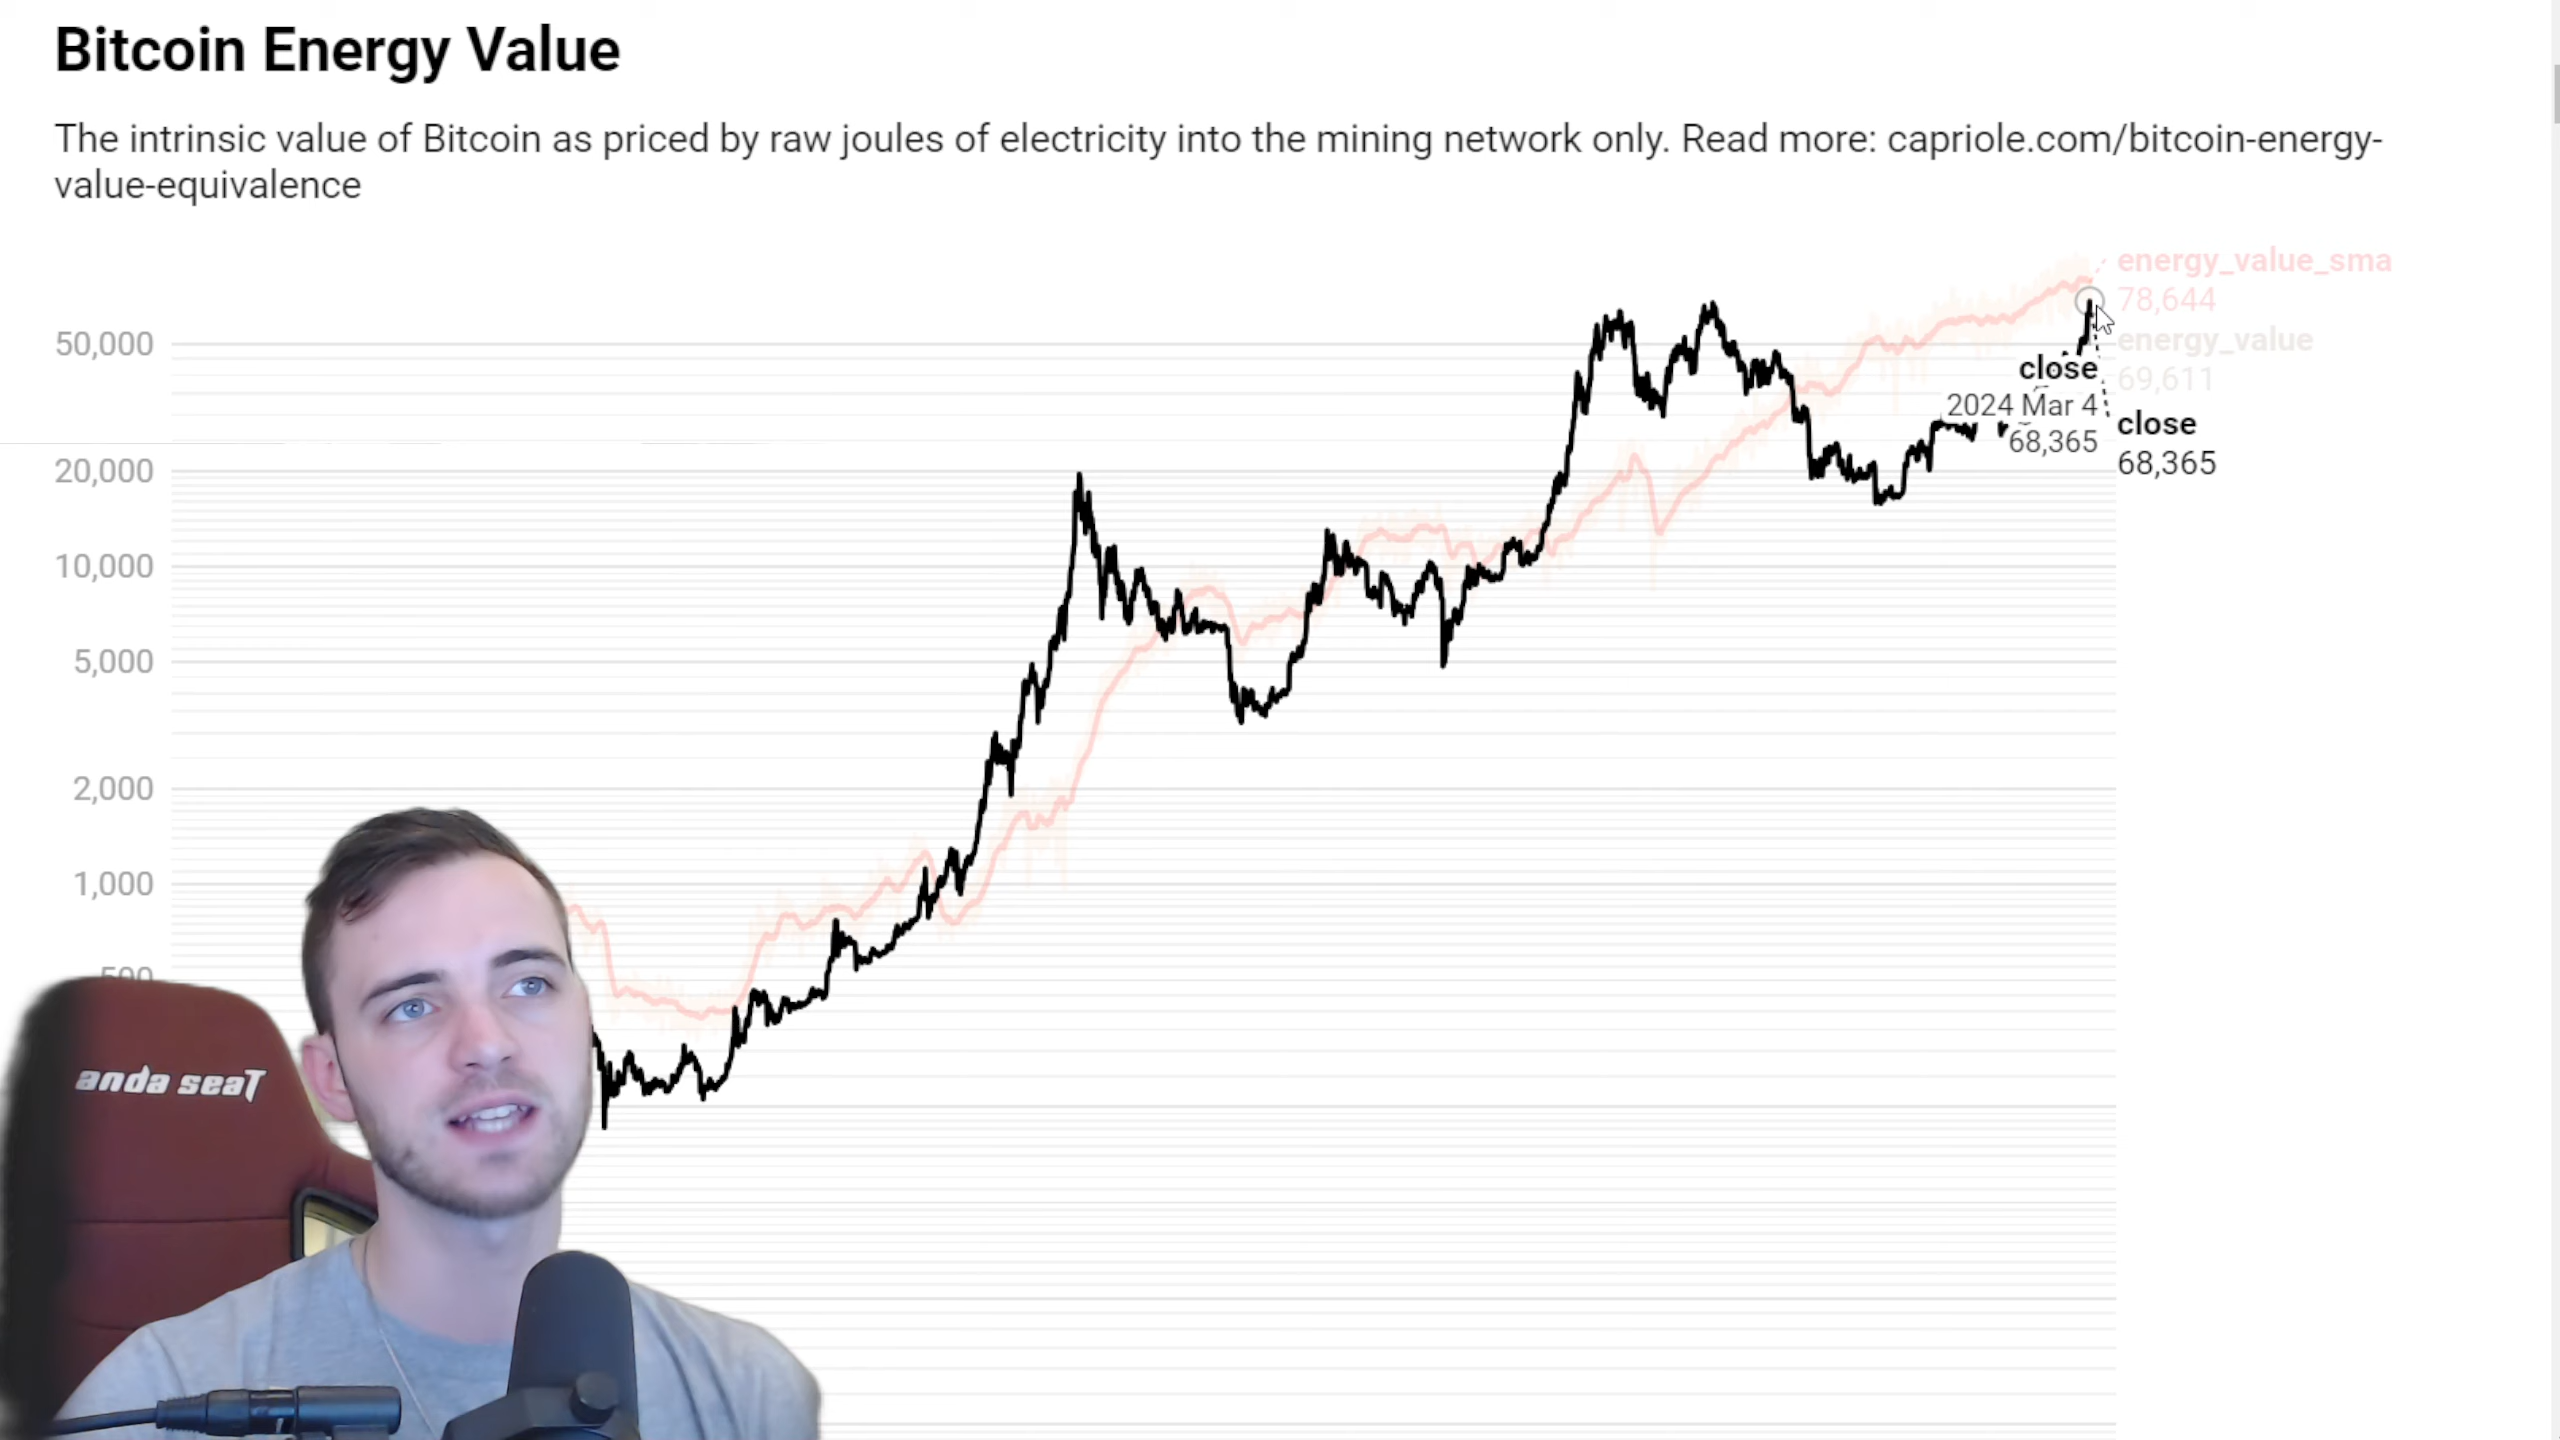 Bitcoin Energy Value
The intrinsic value of Bitcoin as priced by raw joules of electricity into the mining network only. Read more: capriole.com/bitcoin-energy-
value-equivalence
energy_value_sma
78,644
energy_value
69,611
close
2024 Mar 4
68,365
close
68,365
50,000
20,000
10,000
5,000
2,000
1,000
500
anda seaT